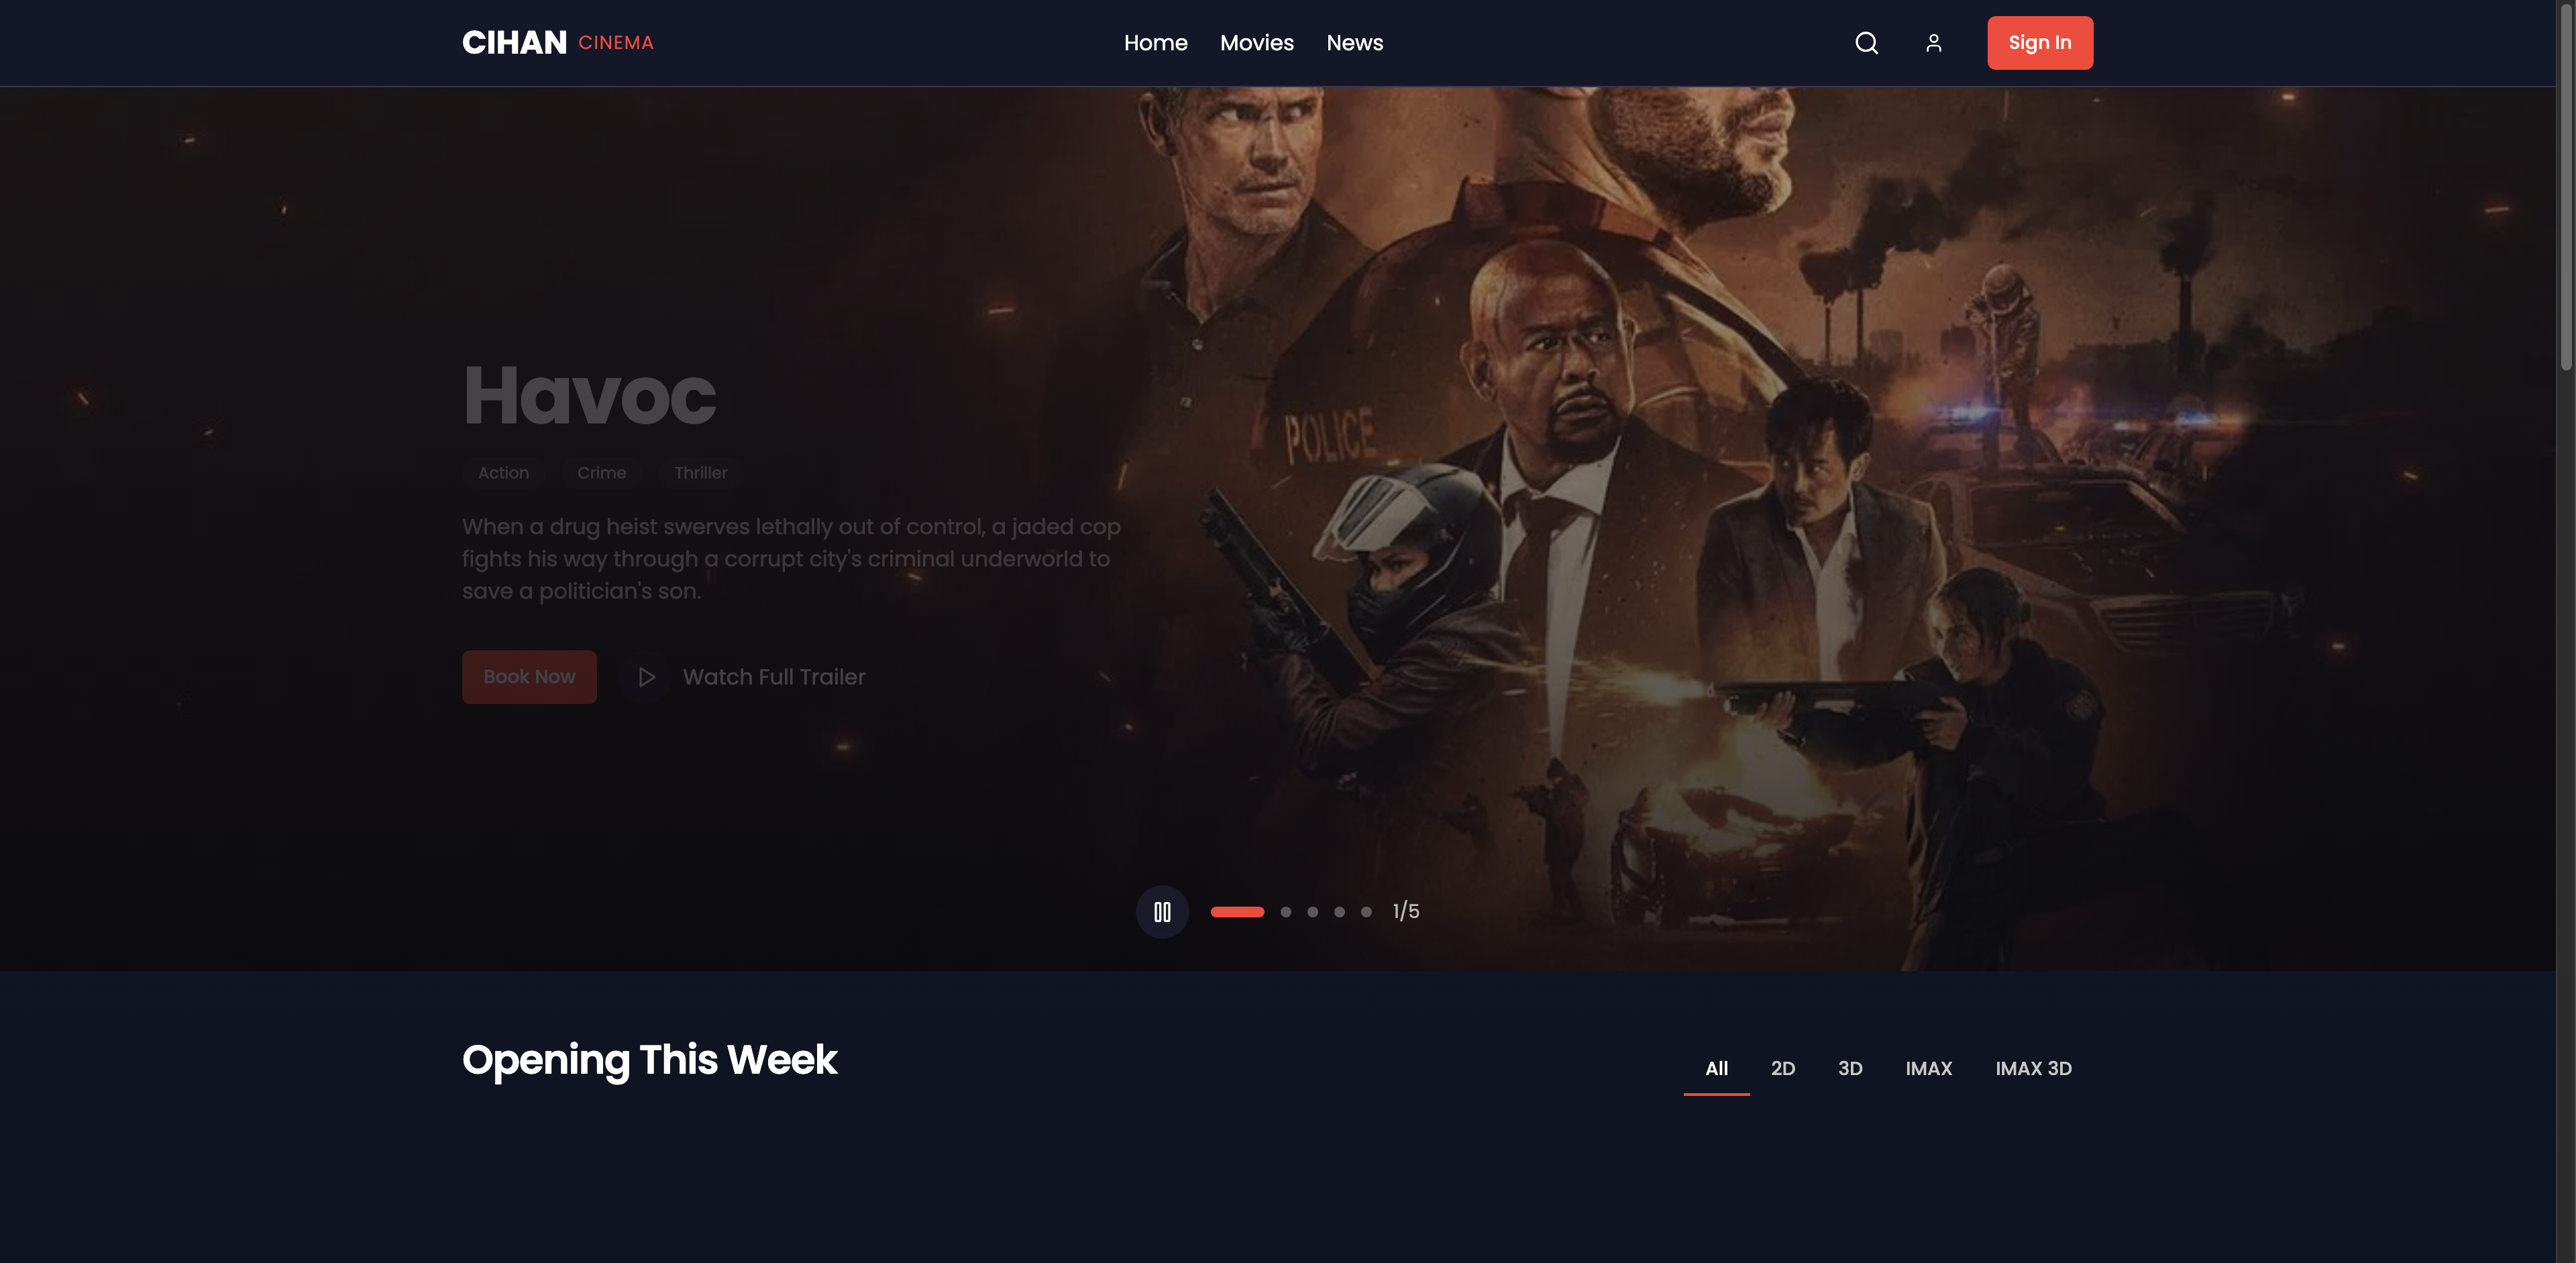 CIHAN CINEMA
Home Movies News
Sign In
POLICE
Havoc
Action Crime Thriller
When a drug heist swerves lethally out of control, a jaded cop
fights his way through a corrupt city's criminal underworld to
save a politician's son.
Book Now Watch Full Trailer
1/5
Opening This Week
All 2D 3D IMAX IMAX 3D